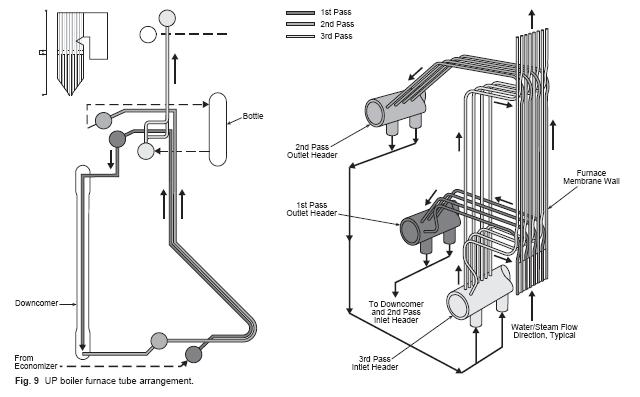 1st Pass
2nd Pass
3rd Pass
Bottle
2nd Pass
Outlet Header
Furnace
Membrane Wall
1st Pass
Outlet Header
Downcomer
To Downcomer
and 2nd Pass
Inlet Header
Water/Steam Flow
Direction, Typical
3rd Pass
Inlet Header
From
Economizer
Fig. 9 UP boiler furnace tube arrangement.